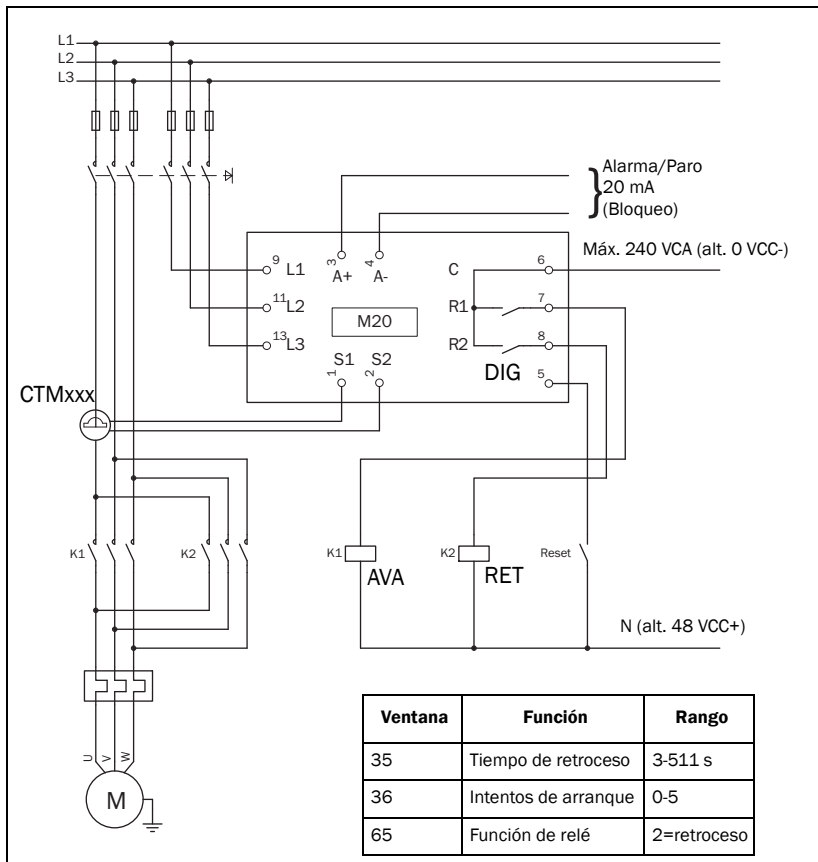 L1
L2
L3
Alarma/Paro
20 mA
(Bloqueo)
Máx. 240 VCA (alt. 0 VCC-)
9 L1
3 A+
4 A-
C 6
11 L2
M20
R1 7
13 L3
R2 8
S1 1
S2 2
DIG 5
CTMxxx
K1
K2
K1
AVA
K2
RET
Reset
N (alt. 48 VCC+)
U V W
M
Ventana Función Rango
35 Tiempo de retroceso 3-511 s
36 Intentos de arranque 0-5
65 Función de relé 2=retroceso